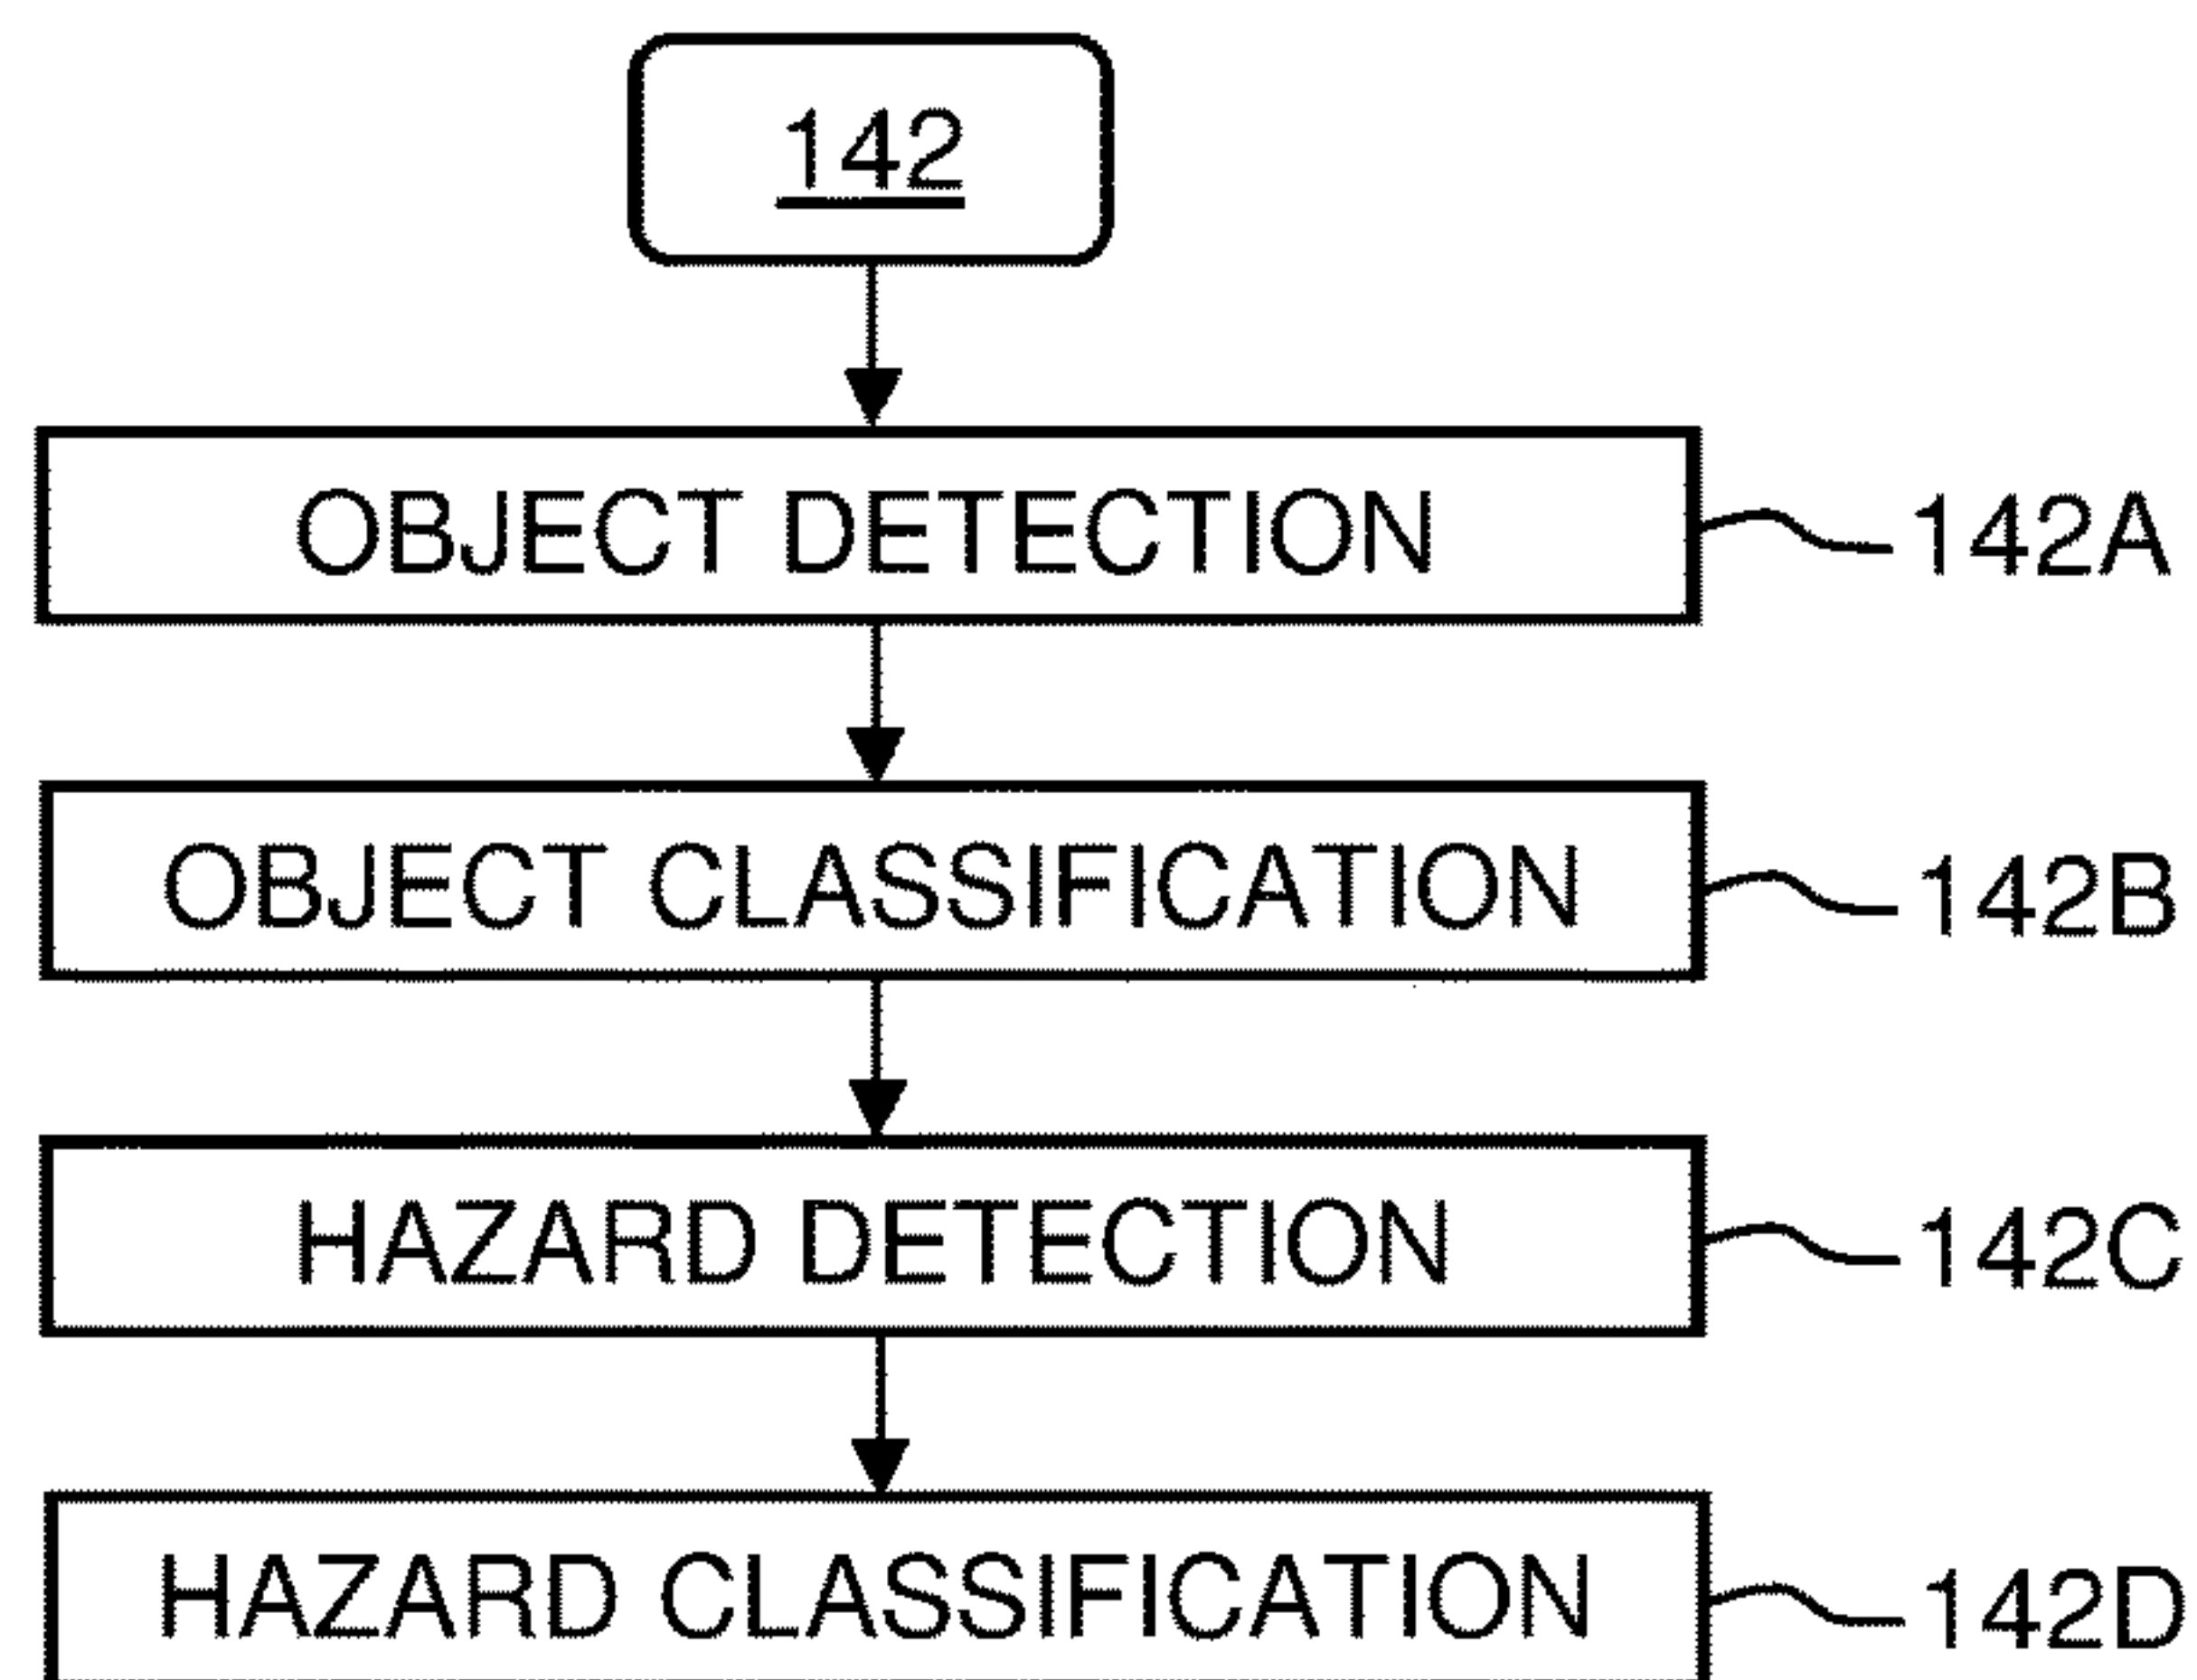 142
OBJECT DETECTION
142A
OBJECT CLASSIFICATION
142B
HAZARD DETECTION
142C
HAZARD CLASSIFICATION
142D